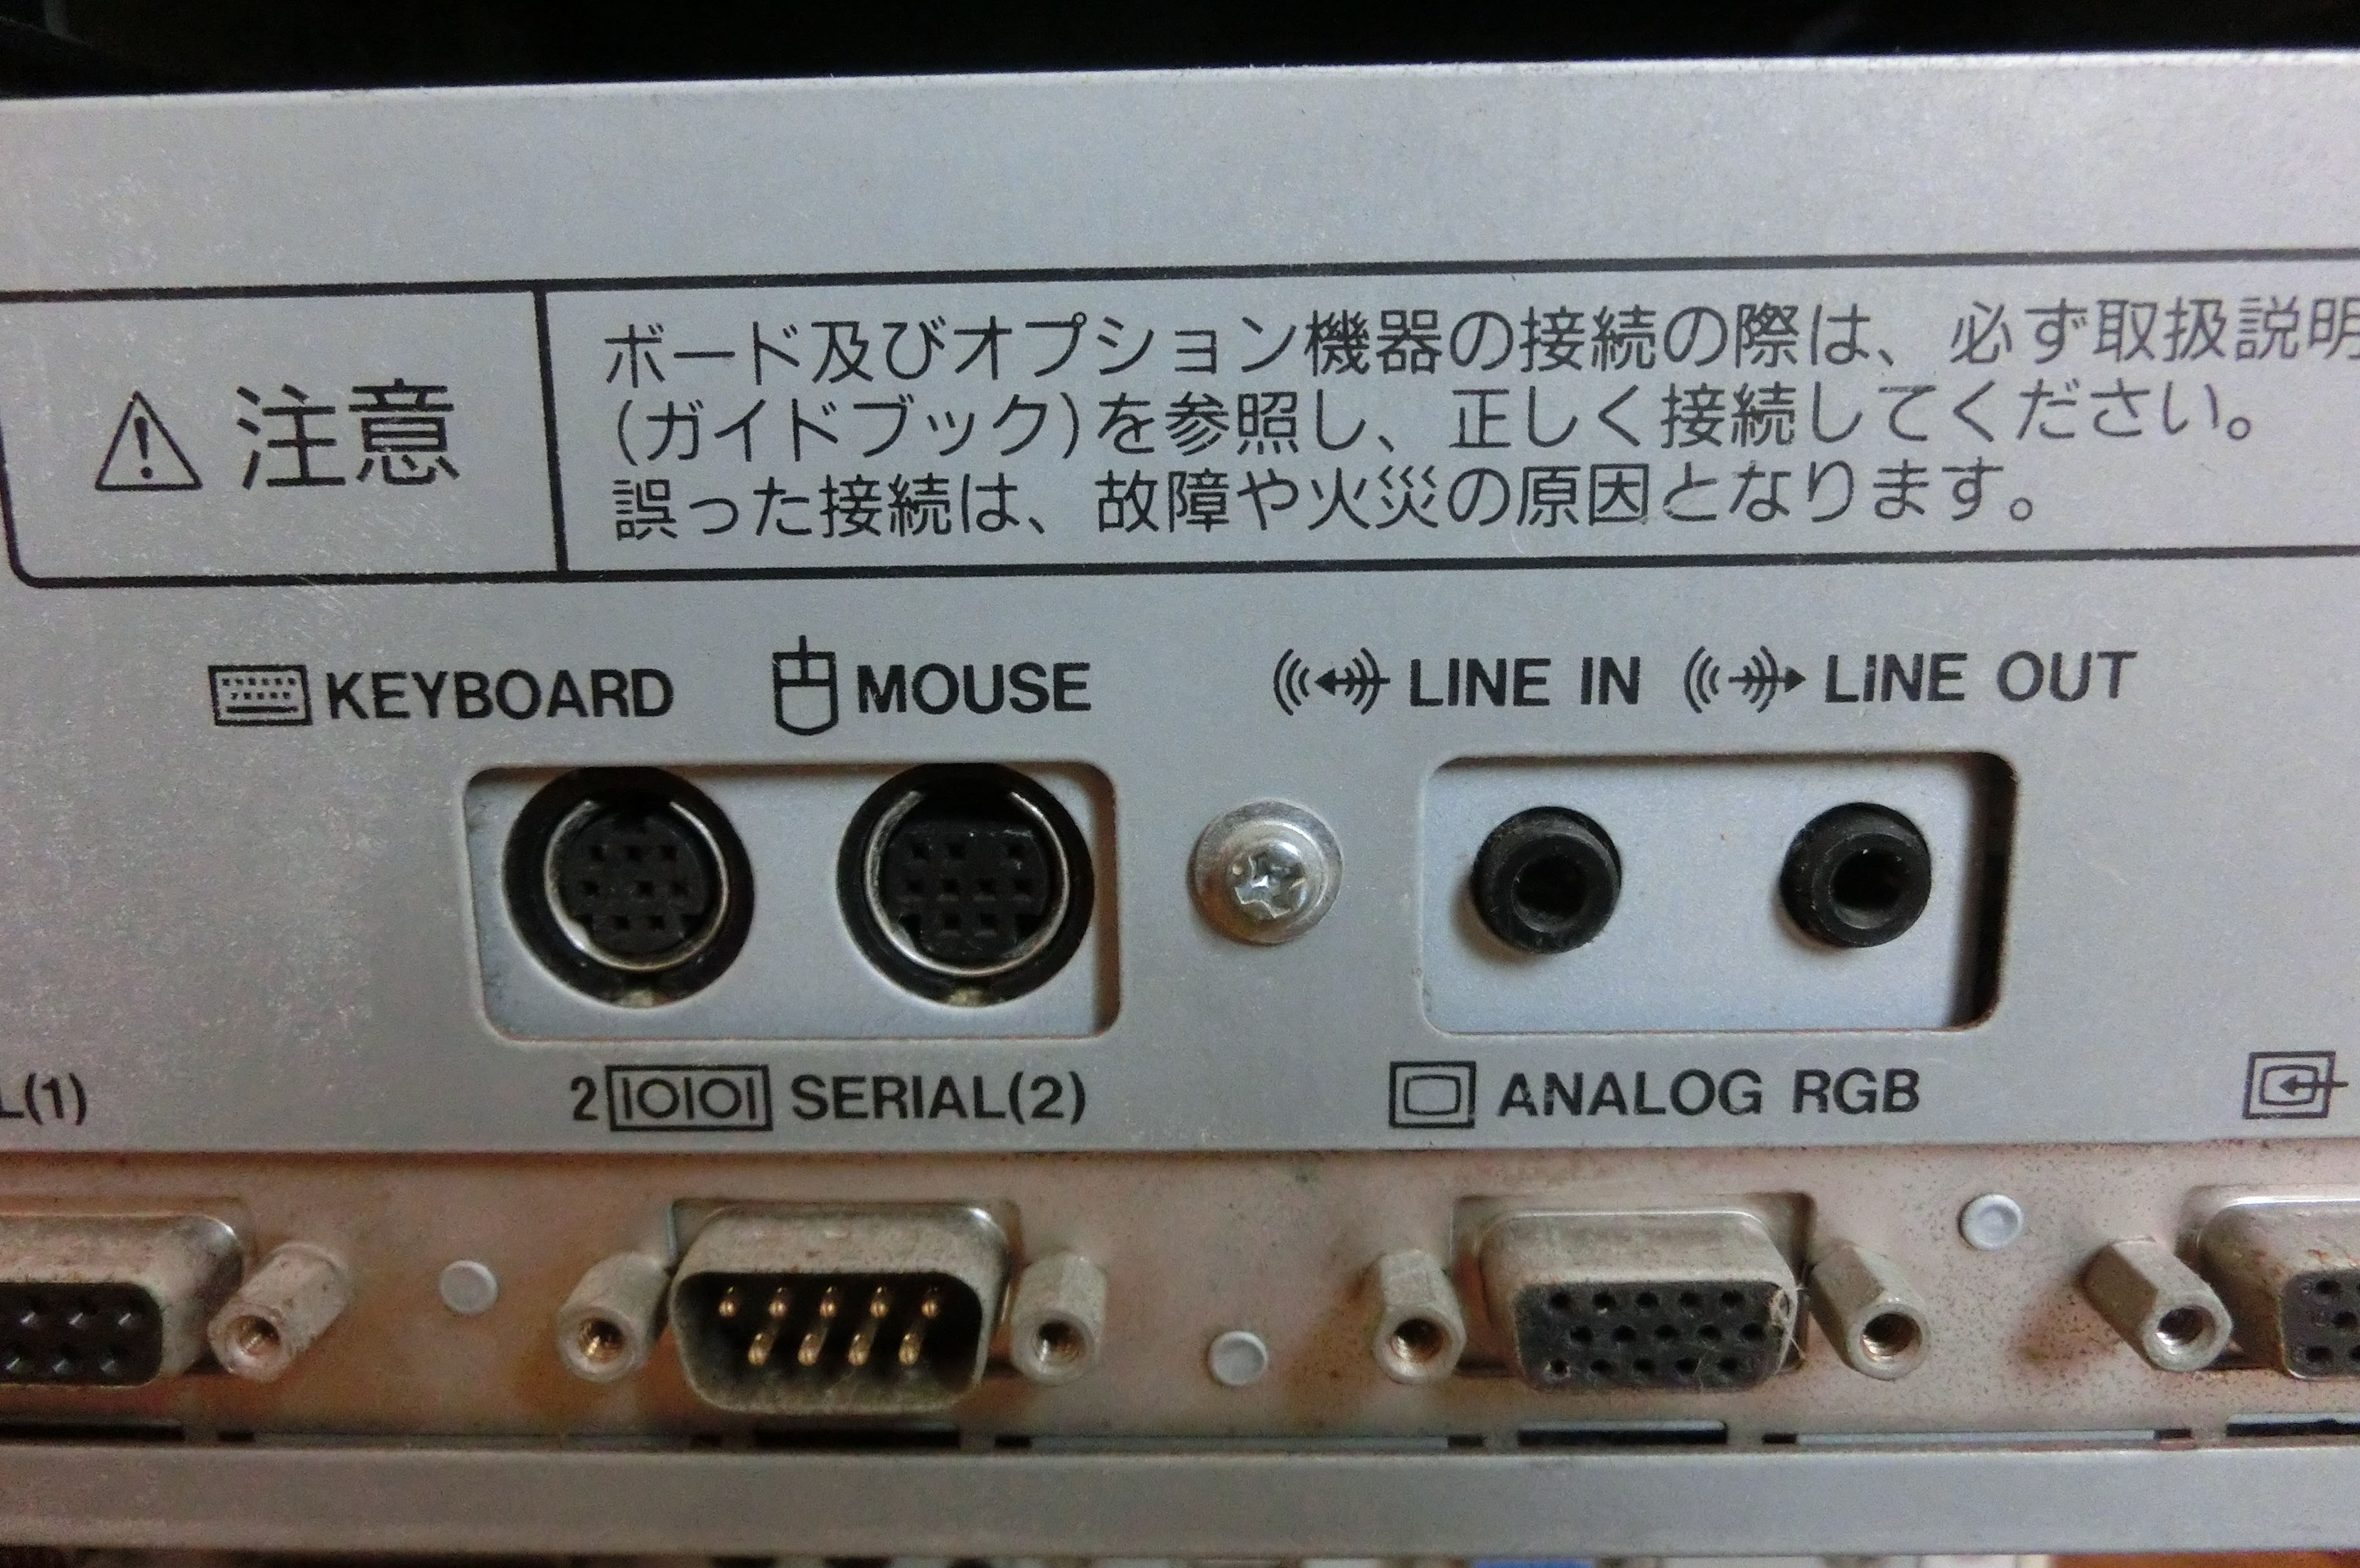 注意
ボード及びオプション機器の接続の際は、必ず取扱説明
(ガイドブック)を参照し、正しく接続してください。
誤った接続は、故障や火災の原因となります。
KEYBOARD MOUSE LINE IN LINE OUT
L(1) 2 IOIOI SERIAL(2) ANALOG RGB